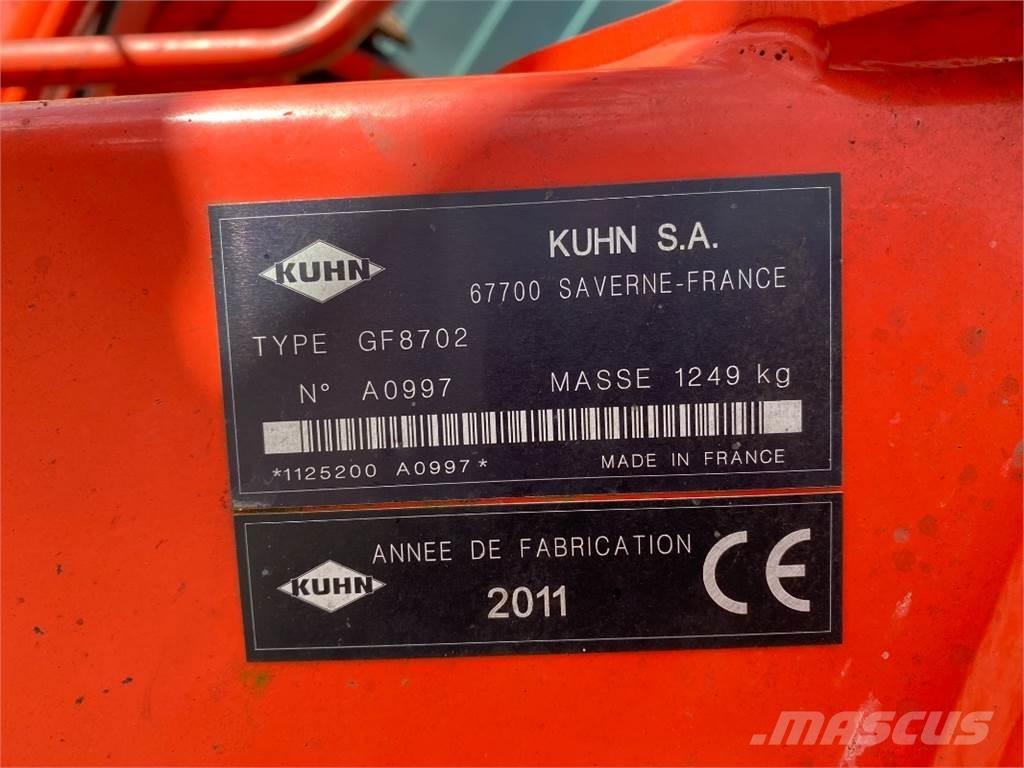 KUHN
KUHN S.A.
67700 SAVERNE-FRANCE
TYPE GF8702
N° A0997 MASSE 1249 kg
*1125200 A0997*
MADE IN FRANCE
ANNEE DE FABRICATION
KUHN
2011
CE
MASCUS